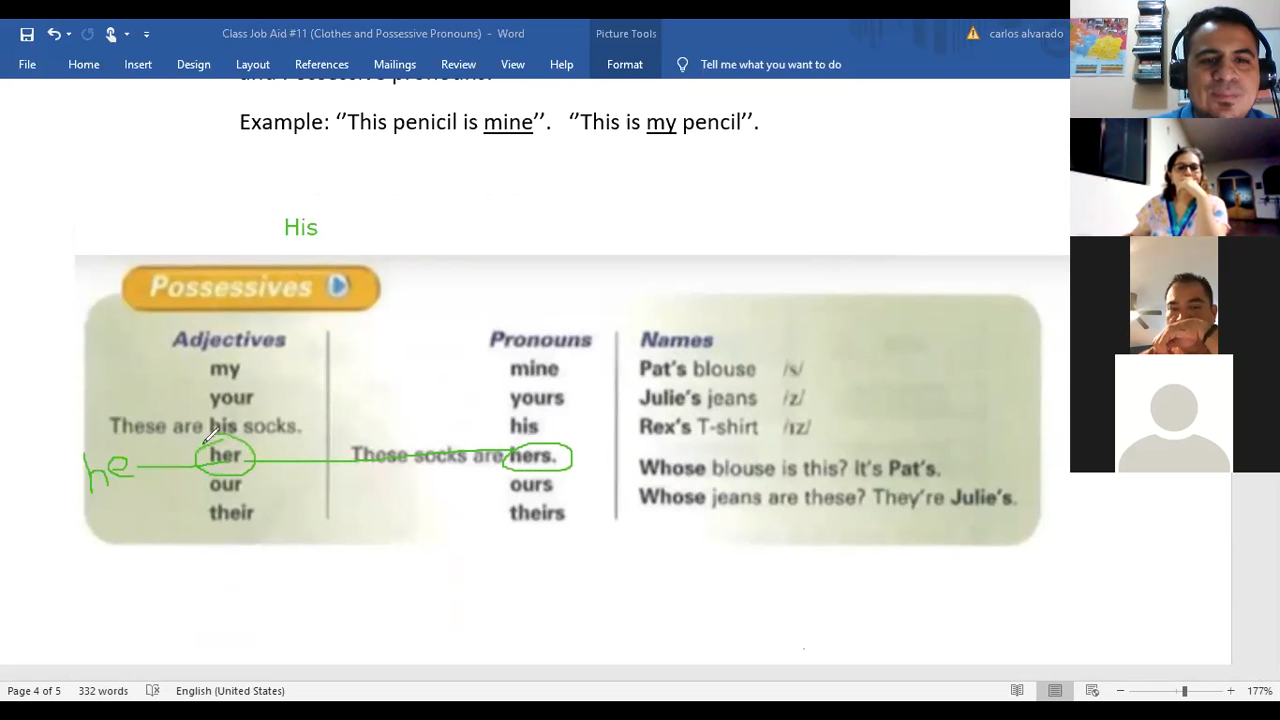 Class Job Aid #11 (Clothes and Possessive Pronouns) - Word
Picture Tools
carlos alvarado
File Home Insert Design Layout References Mailings Review View Help Format Tell me what you want to do
Example: ‘’This penicil is mine’’. ‘’This is my pencil’’.
His
Possessives
Adjectives
my
your
These are his socks.
he
her
our
their
Pronouns
mine
yours
his
Those socks are hers.
ours
theirs
Names
Pat's blouse /s/
Julie's jeans /z/
Rex's T-shirt /ɪz/
Whose blouse is this? It's Pat's.
Whose jeans are these? They're Julie's.
Page 4 of 5 332 words English (United States) 177%